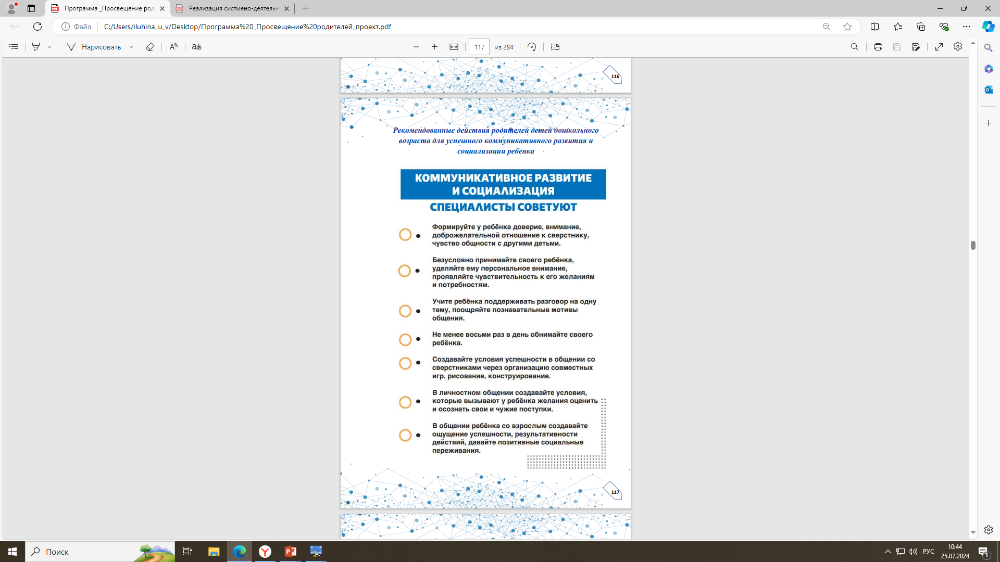 Программа _Просвещение род
Реализация систмено-деятельн
Файл
C:/Users/iluhina_u_v/Desktop/Программа%20_Просвещение%20родителей_проект.pdf
Нарисовать
аあ
117
из 284
116
Рекомендованные действия родителей детей дошкольного
возраста для успешного коммуникативного развития и
социализации ребенка
КОММУНИКАТИВНОЕ РАЗВИТИЕ
И СОЦИАЛИЗАЦИЯ
СПЕЦИАЛИСТЫ СОВЕТУЮТ
Формируйте у ребёнка доверие, внимание,
доброжелательной отношение к сверстнику,
чувство общности с другими детьми.
Безусловно принимайте своего ребёнка,
уделяйте ему персональное внимание,
проявляйте чувствительность к его желаниям
и потребностям.
Учите ребёнка поддерживать разговор на одну
тему, поощряйте познавательные мотивы
общения.
Не менее восьми раз в день обнимайте своего
ребёнка.
Создавайте условия успешности в общении со
сверстниками через организацию совместных
игр, рисование, конструирование.
В личностном общении создавайте условия,
которые вызывают у ребёнка желания оценить
и осознать свои и чужие поступки.
В общении ребёнка со взрослым создавайте
ощущение успешности, результативности
действий, давайте позитивные социальные
переживания.
117
Поиск
РУС
10:44
25.07.2024
1